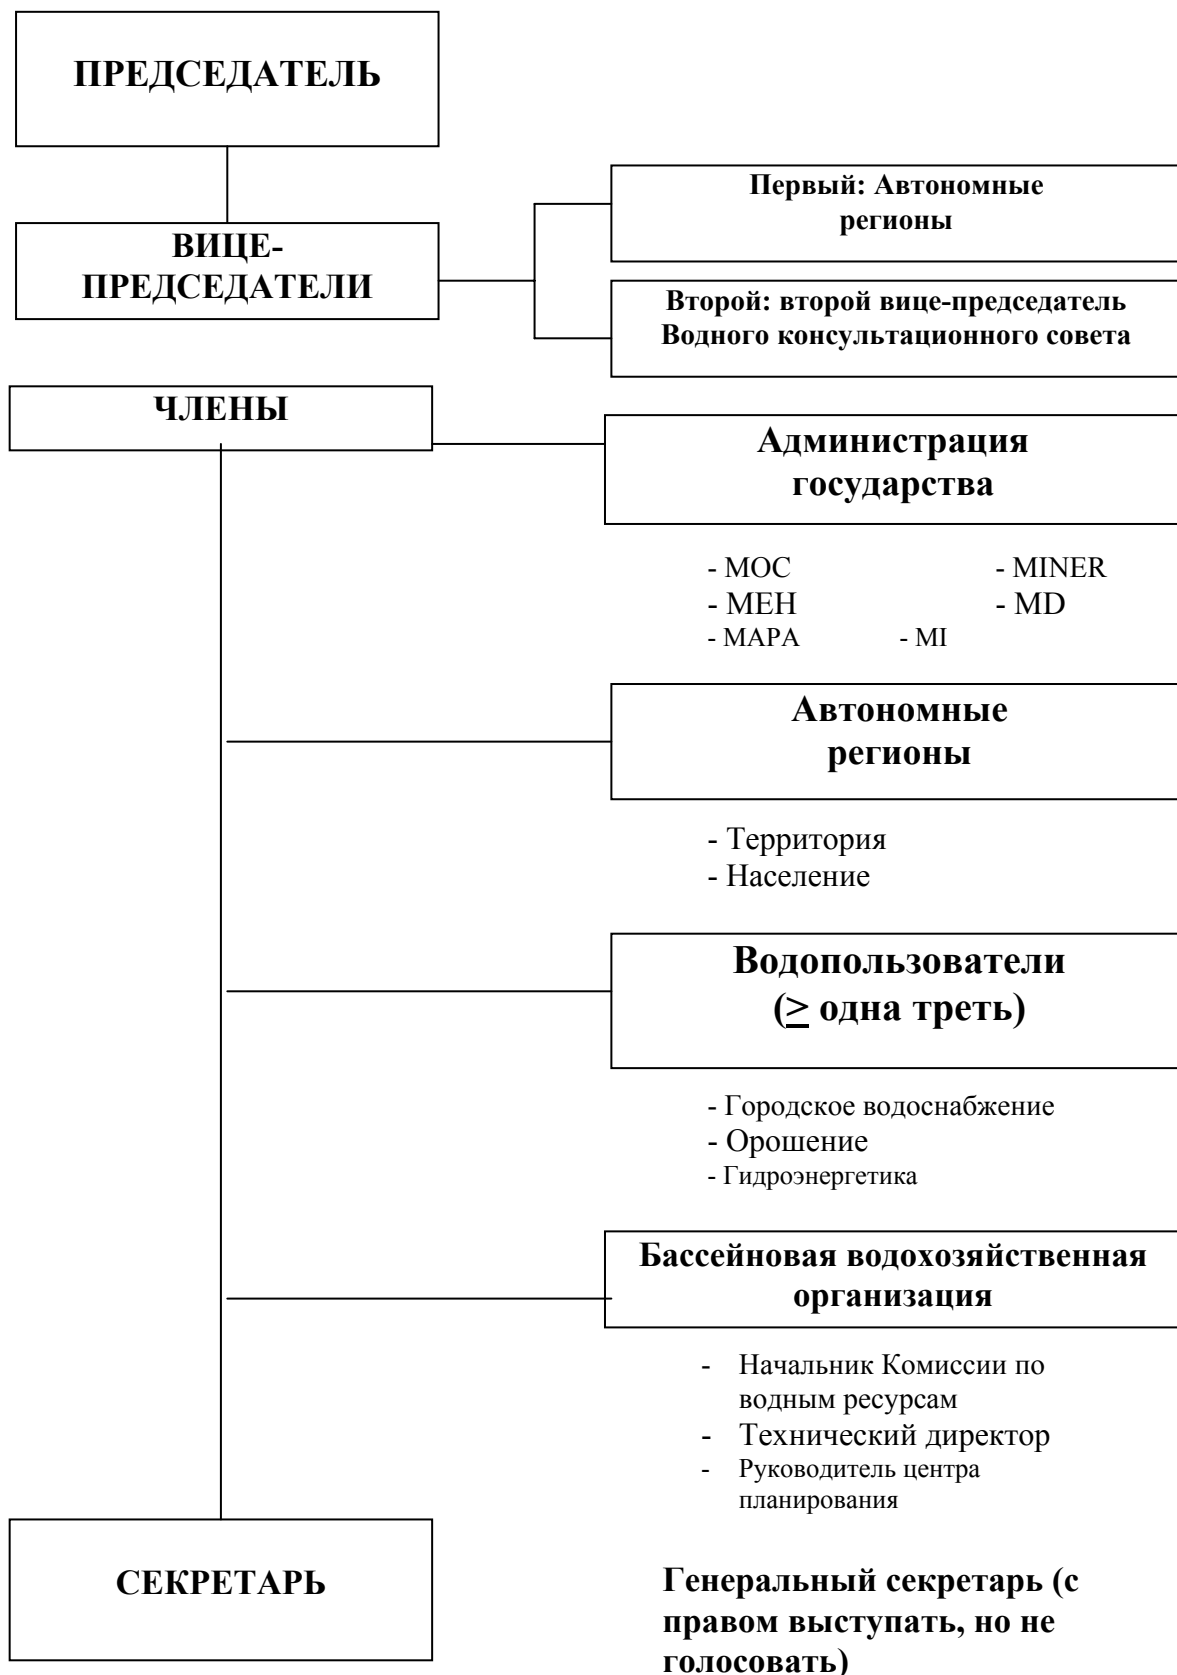 ПРЕДСЕДАТЕЛЬ
ВИЦЕ-
ПРЕДСЕДАТЕЛИ
Первый: Автономные
регионы
Второй: второй вице-председатель
Водного консультационного совета
ЧЛЕНЫ
Администрация
государства
- MOC - MINER
- MEH - MD
- MAPA - MI
Автономные
регионы
- Территория
- Население
Водопользователи
(≥ одна треть)
- Городское водоснабжение
- Орошение
- Гидроэнергетика
Бассейновая водохозяйственная
организация
- Начальник Комиссии по
водным ресурсам
- Технический директор
- Руководитель центра
планирования
СЕКРЕТАРЬ
Генеральный секретарь (с
правом выступать, но не
голосовать)